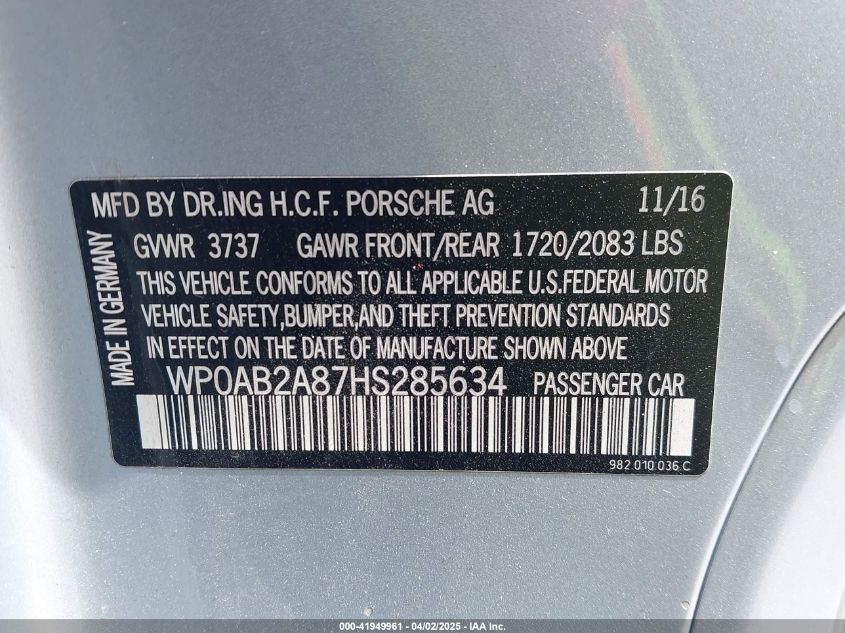 MFD BY DR.ING H.C.F. PORSCHE AG 11/16
GVWR 3737 GAWR FRONT/REAR 1720/2083 LBS
THIS VEHICLE CONFORMS TO ALL APPLICABLE U.S.FEDERAL MOTOR
VEHICLE SAFETY,BUMPER,AND THEFT PREVENTION STANDARDS
IN EFFECT ON THE DATE OF MANUFACTURE SHOWN ABOVE
WP0AB2A87HS285634 PASSENGER CAR
982 010 036 C
MADE IN GERMANY
000-41949961 - 04/02/2025 - IAA Inc.